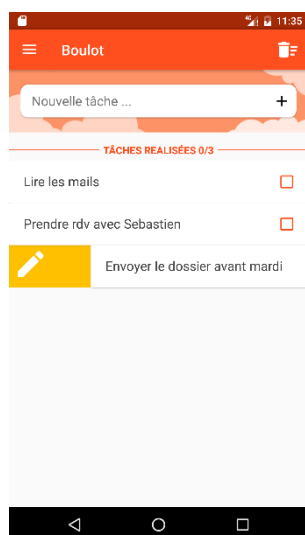 4G 11:35
Boulot
Nouvelle tâche ...
TÂCHES REALISÉES 0/3
Lire les mails
Prendre rdv avec Sebastien
Envoyer le dossier avant mardi